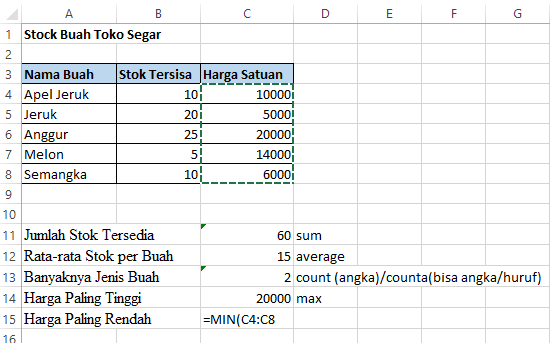 A B C D E F G
1 Stock Buah Toko Segar
2
3 Nama Buah Stok Tersisa Harga Satuan
4 Apel Jeruk 10 10000
5 Jeruk 20 5000
6 Anggur 25 20000
7 Melon 5 14000
8 Semangka 10 6000
9
10
11 Jumlah Stok Tersedia 60 sum
12 Rata-rata Stok per Buah 15 average
13 Banyaknya Jenis Buah 2 count (angka)/counta(bisa angka/huruf)
14 Harga Paling Tinggi 20000 max
15 Harga Paling Rendah =MIN(C4:C8
16